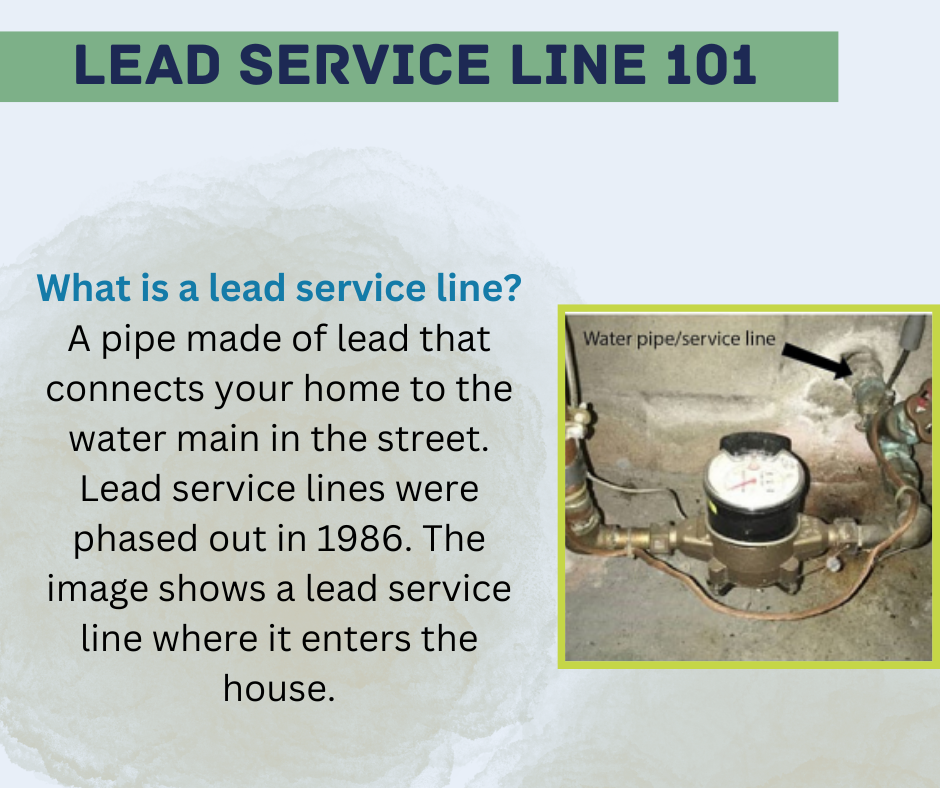 LEAD SERVICE LINE 101
What is a lead service line?
A pipe made of lead that
connects your home to the
water main in the street.
Lead service lines were
phased out in 1986. The
image shows a lead service
line where it enters the
house.
Water pipe/service line